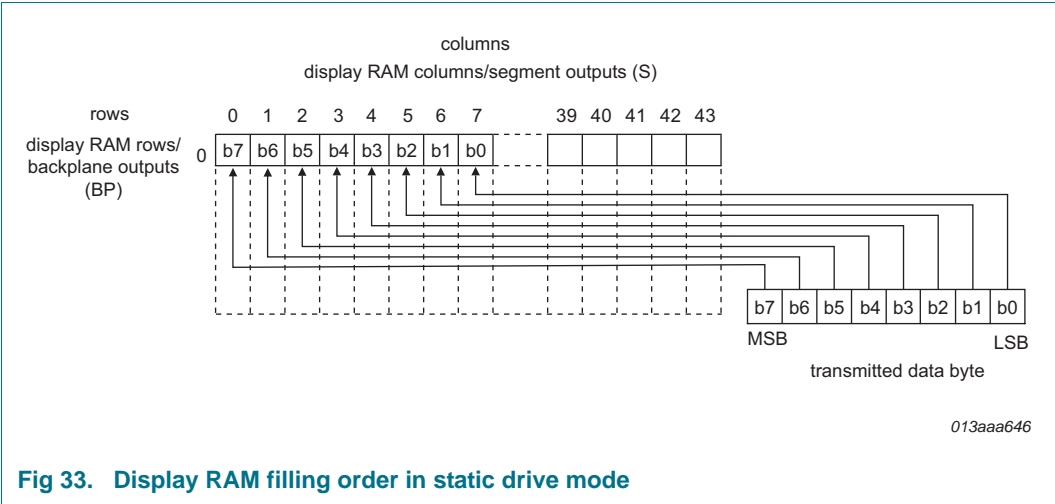 columns
display RAM columns/segment outputs (S)
rows 0 1 2 3 4 5 6 7 39 40 41 42 43
display RAM rows/
backplane outputs
(BP)
0 b7 b6 b5 b4 b3 b2 b1 b0
b7 b6 b5 b4 b3 b2 b1 b0
MSB LSB
transmitted data byte
013aaa646
Fig 33. Display RAM filling order in static drive mode